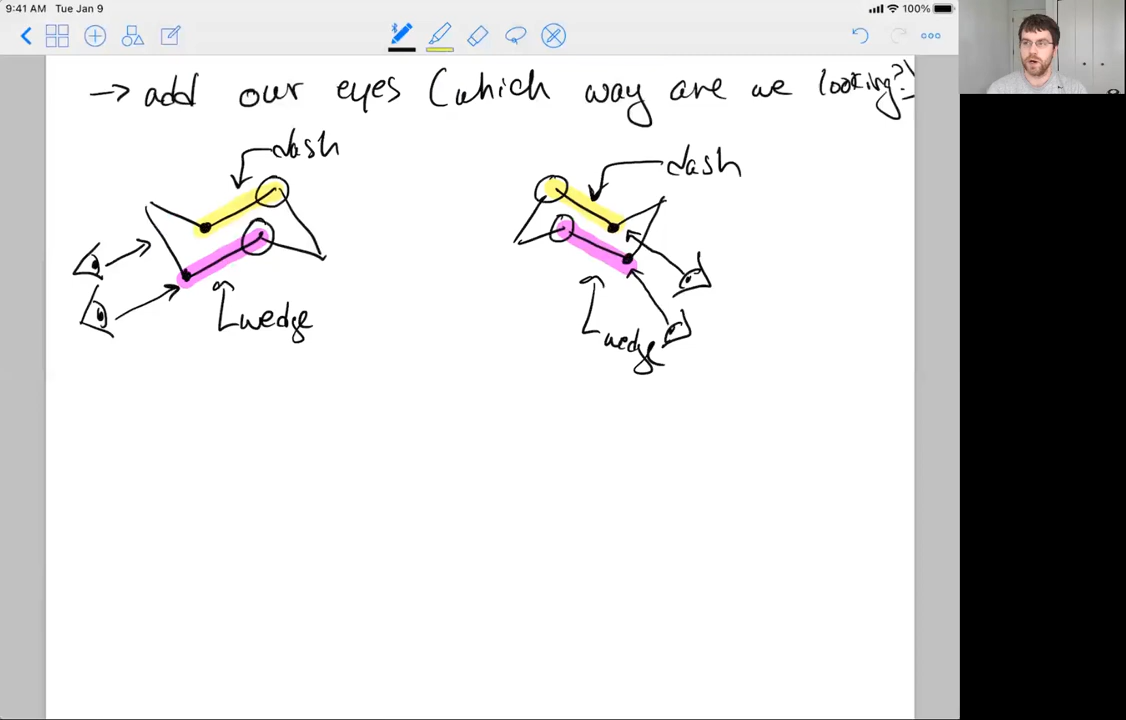 9:41 AM Tue Jan 9
100%
→ add our eyes (which way are we looking?!
dash
dash
wedge
wedge